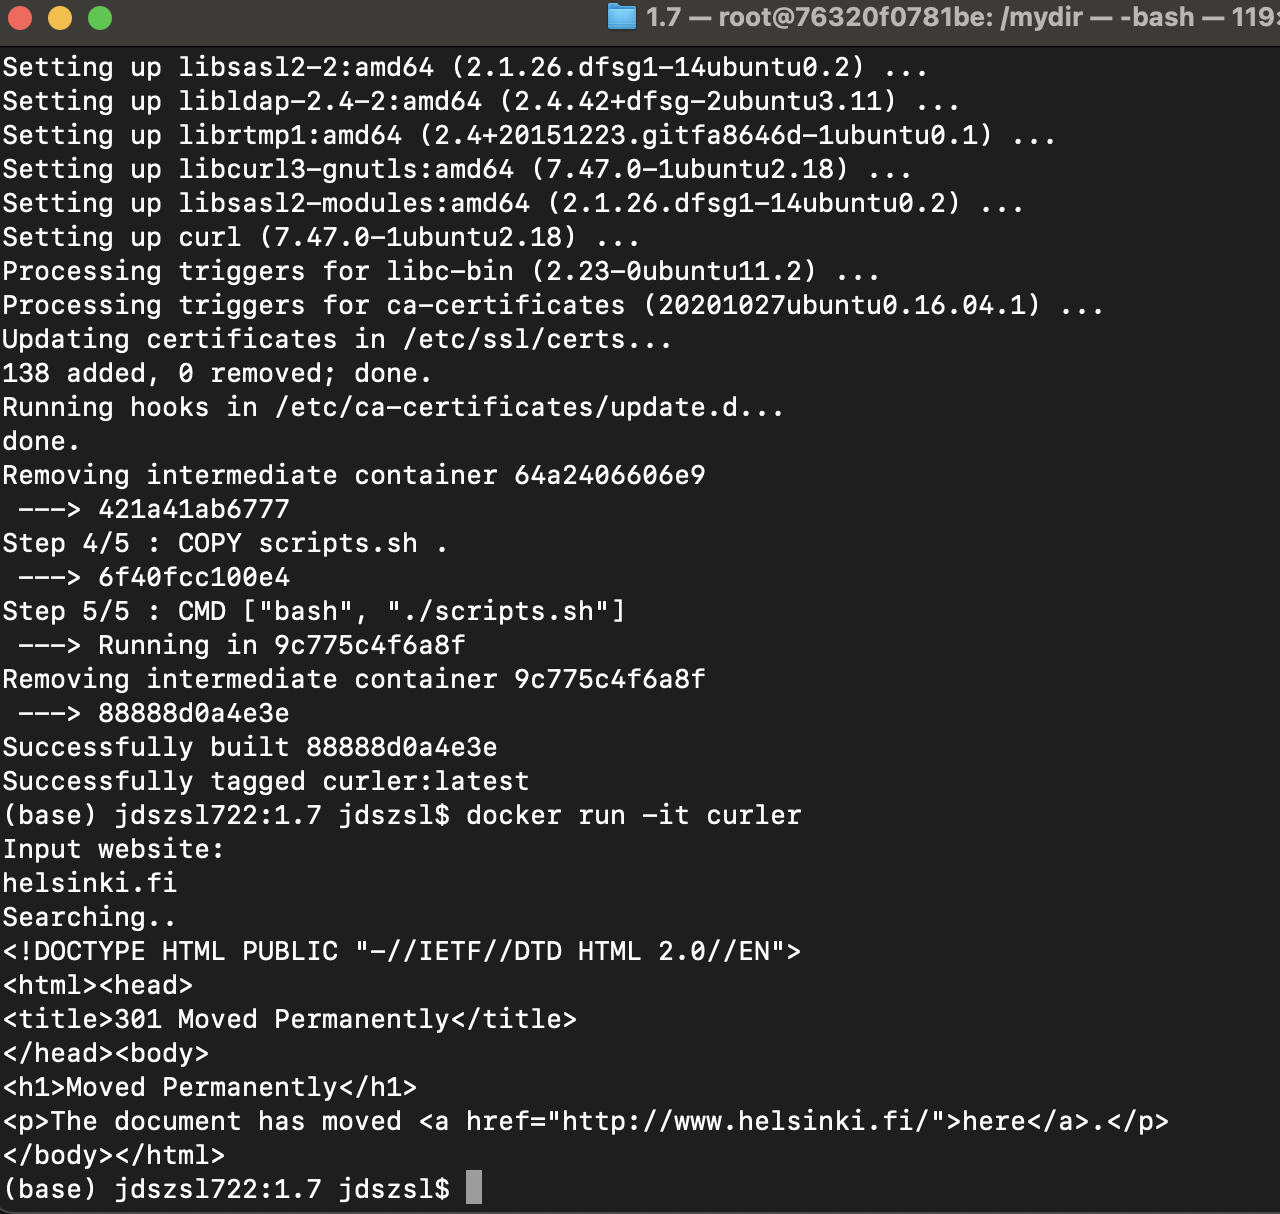 1.7 — root@76320f0781be: /mydir — -bash — 119
Setting up libsasl2-2:amd64 (2.1.26.dfsg1-14ubuntu0.2) ...
Setting up libldap-2.4-2:amd64 (2.4.42+dfsg-2ubuntu3.11) ...
Setting up librtmp1:amd64 (2.4+20151223.gitfa8646d-1ubuntu0.1) ...
Setting up libcurl3-gnutls:amd64 (7.47.0-1ubuntu2.18) ...
Setting up libsasl2-modules:amd64 (2.1.26.dfsg1-14ubuntu0.2) ...
Setting up curl (7.47.0-1ubuntu2.18) ...
Processing triggers for libc-bin (2.23-0ubuntu11.2) ...
Processing triggers for ca-certificates (20201027ubuntu0.16.04.1) ...
Updating certificates in /etc/ssl/certs...
138 added, 0 removed; done.
Running hooks in /etc/ca-certificates/update.d...
done.
Removing intermediate container 64a2406606e9
 ---> 421a41ab6777
Step 4/5 : COPY scripts.sh .
 ---> 6f40fcc100e4
Step 5/5 : CMD ["bash", "./scripts.sh"]
 ---> Running in 9c775c4f6a8f
Removing intermediate container 9c775c4f6a8f
 ---> 88888d0a4e3e
Successfully built 88888d0a4e3e
Successfully tagged curler:latest
(base) jdszsl722:1.7 jdszsl$ docker run -it curler
Input website:
helsinki.fi
Searching..
<!DOCTYPE HTML PUBLIC "-//IETF//DTD HTML 2.0//EN">
<html><head>
<title>301 Moved Permanently</title>
</head><body>
<h1>Moved Permanently</h1>
<p>The document has moved <a href="http://www.helsinki.fi/">here</a>.</p>
</body></html>
(base) jdszsl722:1.7 jdszsl$